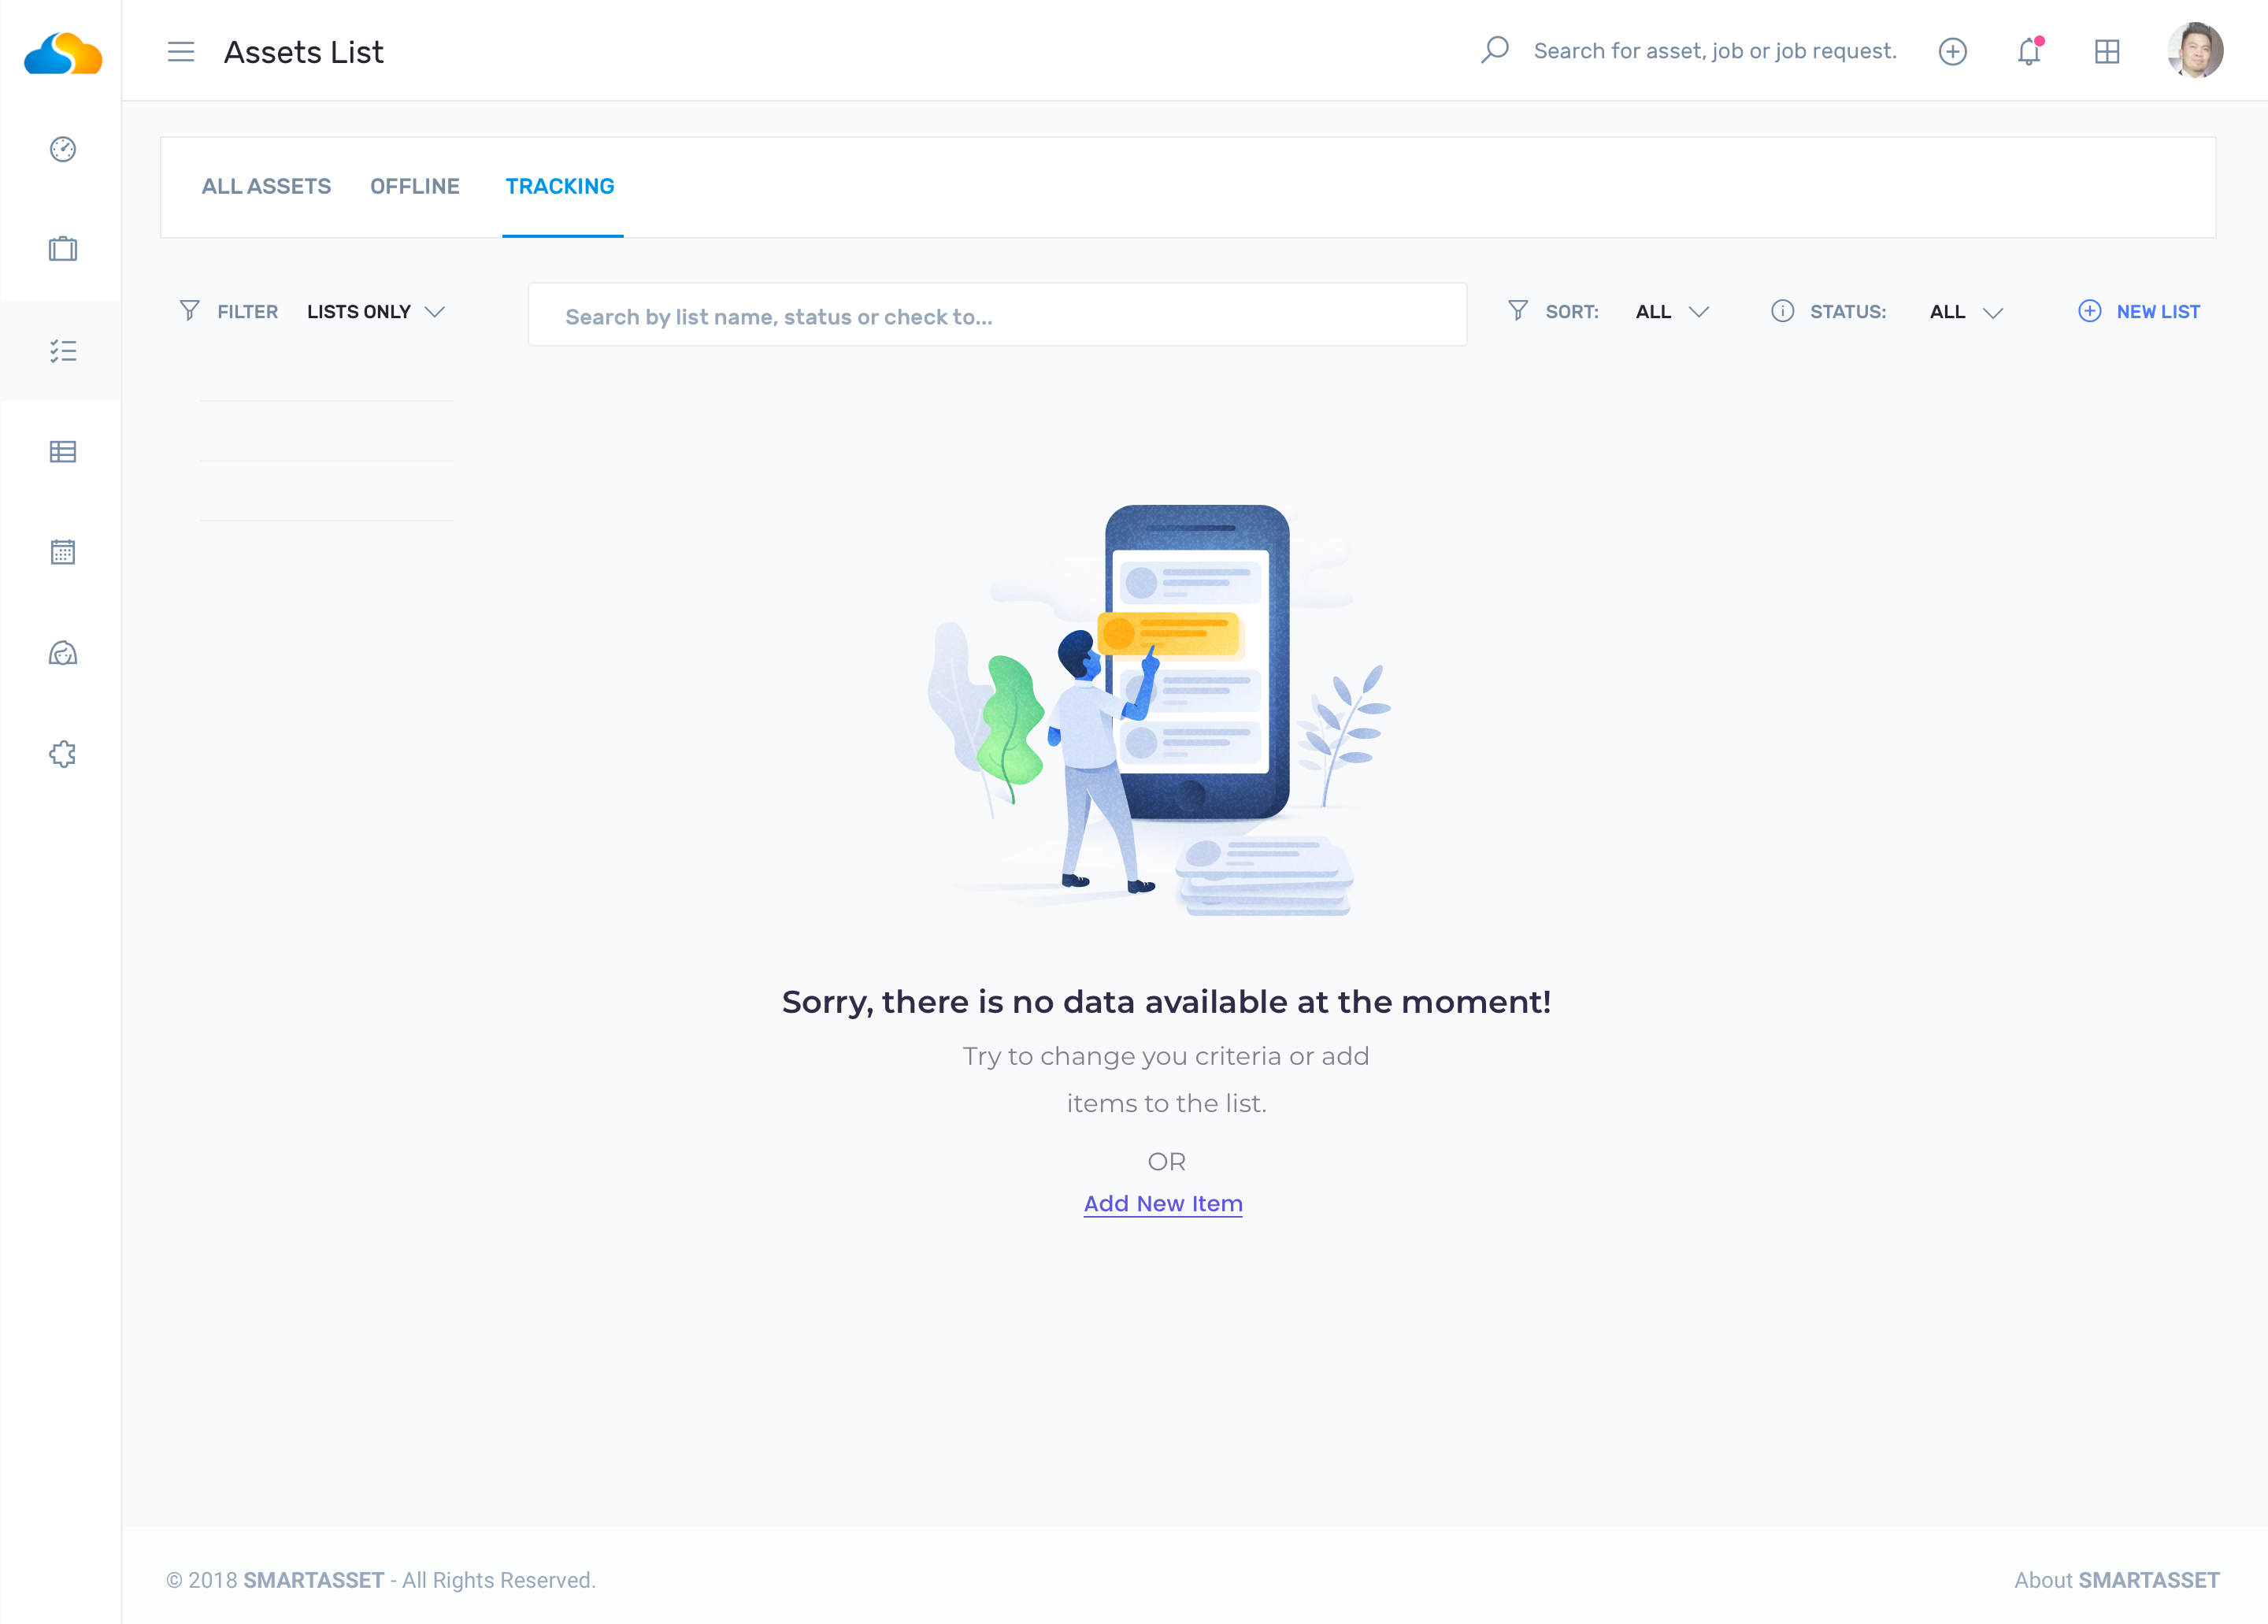 Assets List
Search for asset, job or job request.
ALL ASSETS
OFFLINE
TRACKING
FILTER
LISTS ONLY
Search by list name, status or check to...
SORT:
ALL
STATUS:
ALL
NEW LIST
Sorry, there is no data available at the moment!
Try to change you criteria or add
items to the list.
OR
Add New Item
© 2018 SMARTASSET - All Rights Reserved.
About SMARTASSET